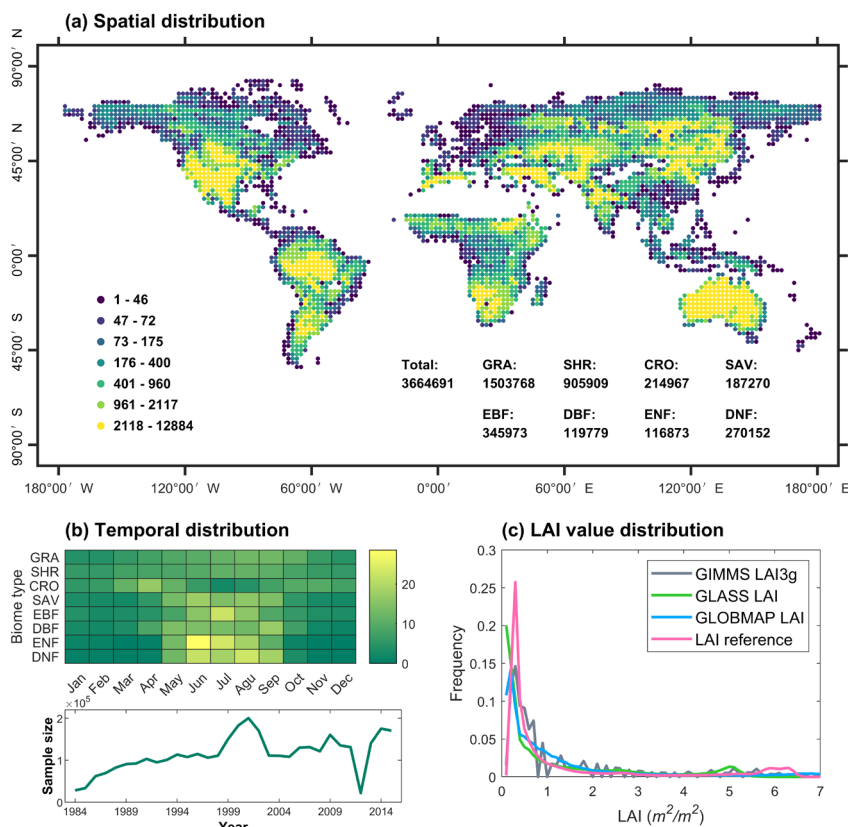 (a) Spatial distribution
90°00′ N
45°00′ N
0°00′
45°00′ S
90°00′ S
1 - 46
47 - 72
73 - 175
176 - 400
401 - 960
961 - 2117
2118 - 12884
Total: GRA: SHR: CRO: SAV:
3664691 1503768 905909 214967 187270
EBF: DBF: ENF: DNF:
345973 119779 116873 270152
180°00′ W 120°00′ W 60°00′ W 0°00′ 60°00′ E 120°00′ E 180°00′ E
(b) Temporal distribution
Biome type
GRA
SHR
CRO
SAV
EBF
DBF
ENF
DNF
20
10
0
Jan Feb Mar Apr May Jun Jul Agu Sep Oct Nov Dec
×10⁵
Sample size
2
1
0
1984 1989 1994 1999 2004 2009 2014
Year
(c) LAI value distribution
Frequency
0.3
0.25
0.2
0.15
0.1
0.05
0
GIMMS LAI3g
GLASS LAI
GLOBMAP LAI
LAI reference
0 1 2 3 4 5 6 7
LAI (m²/m²)